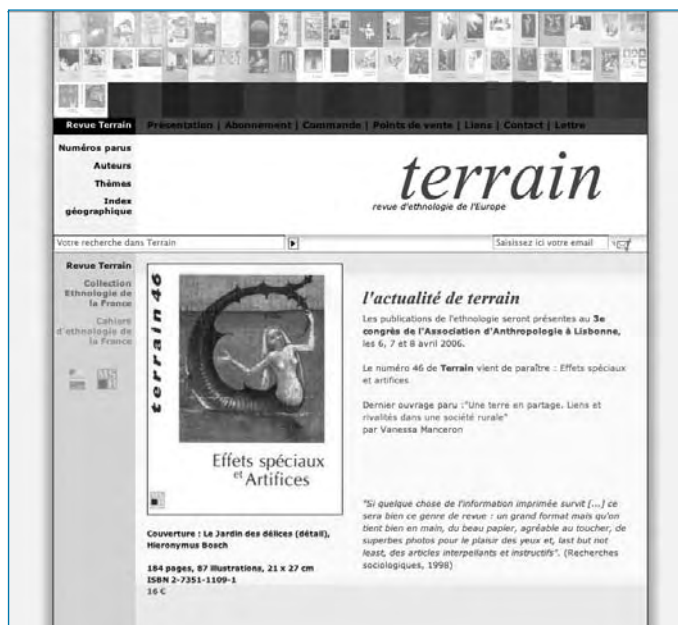 Revue Terrain
Présentation | Abonnement | Commande | Points de vente | Liens | Contact | Lettre
Numéros parus
Auteurs
Thèmes
Index
géographique
terrain
revue d'ethnologie de l'Europe
Votre recherche dans Terrain
Saisissez ici votre email
Revue Terrain
Collection
Ethnologie de
la France
Cahiers
d'ethnologie de
la France
terrain 46
Effets spéciaux
et Artifices
Couverture : Le Jardin des délices (détail),
Hieronymus Bosch
184 pages, 87 illustrations, 21 x 27 cm
ISBN 2-7351-1109-1
16 €
l'actualité de terrain
Les publications de l'ethnologie seront présentes au 3e
congrès de l'Association d'Anthropologie à Lisbonne,
les 6, 7 et 8 avril 2006.
Le numéro 46 de Terrain vient de paraître : Effets spéciaux
et artifices
Dernier ouvrage paru :"Une terre en partage. Liens et
rivalités dans une société rurale"
par Vanessa Manceron
"Si quelque chose de l'information imprimée survit [...] ce
sera bien ce genre de revue : un grand format mais qu'on
tient bien en main, du beau papier, agréable au toucher, de
superbes photos pour le plaisir des yeux et, last but not
least, des articles interpellants et instructifs". (Recherches
sociologiques, 1998)